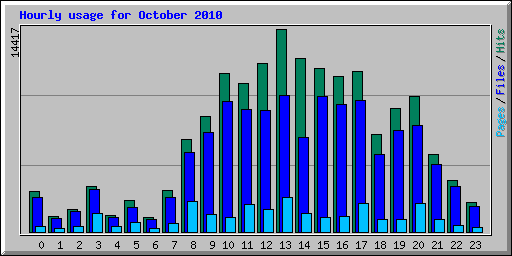 Hourly usage for October 2010
14417
Pages / Files / Hits
0 1 2 3 4 5 6 7 8 9 10 11 12 13 14 15 16 17 18 19 20 21 22 23